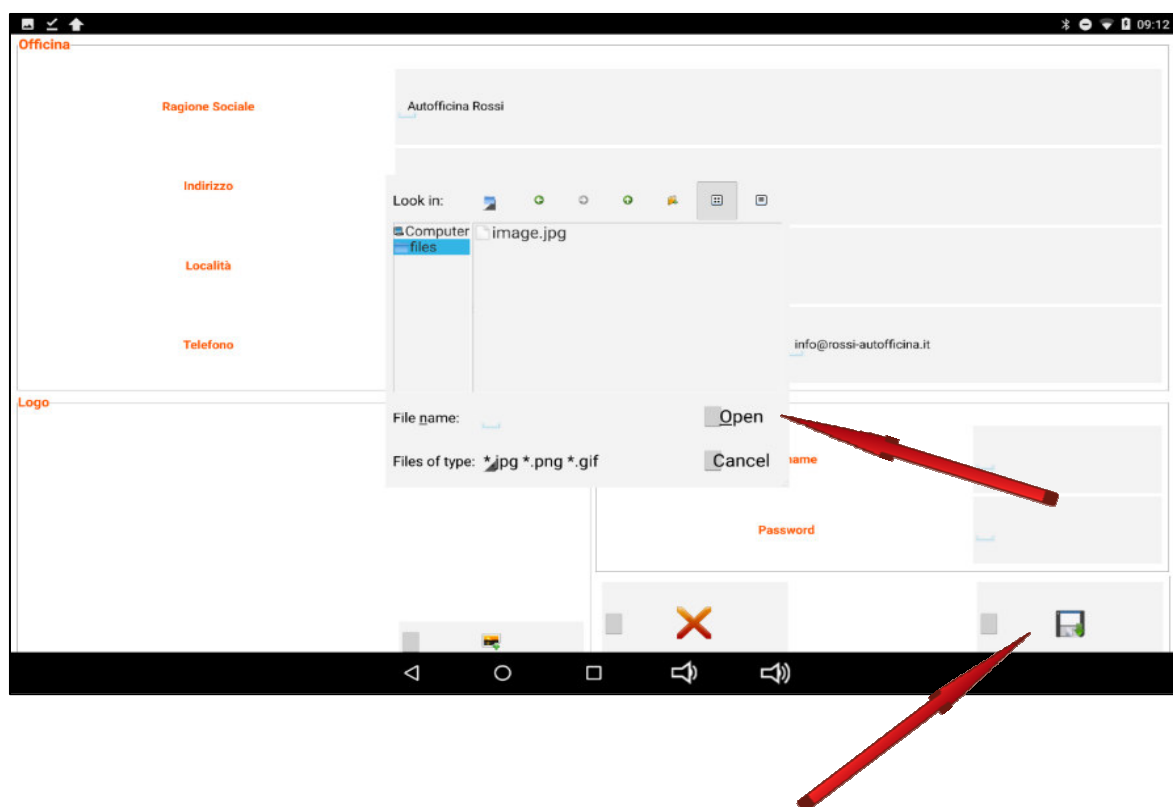 09:12
Officina
Ragione Sociale
Autofficina Rossi
Indirizzo
Look in:
Computer
image.jpg
files
Località
Telefono
info@rossi-autofficina.it
Logo
File name:
Open
Files of type: *.jpg *.png *.gif
Cancel
name
Password